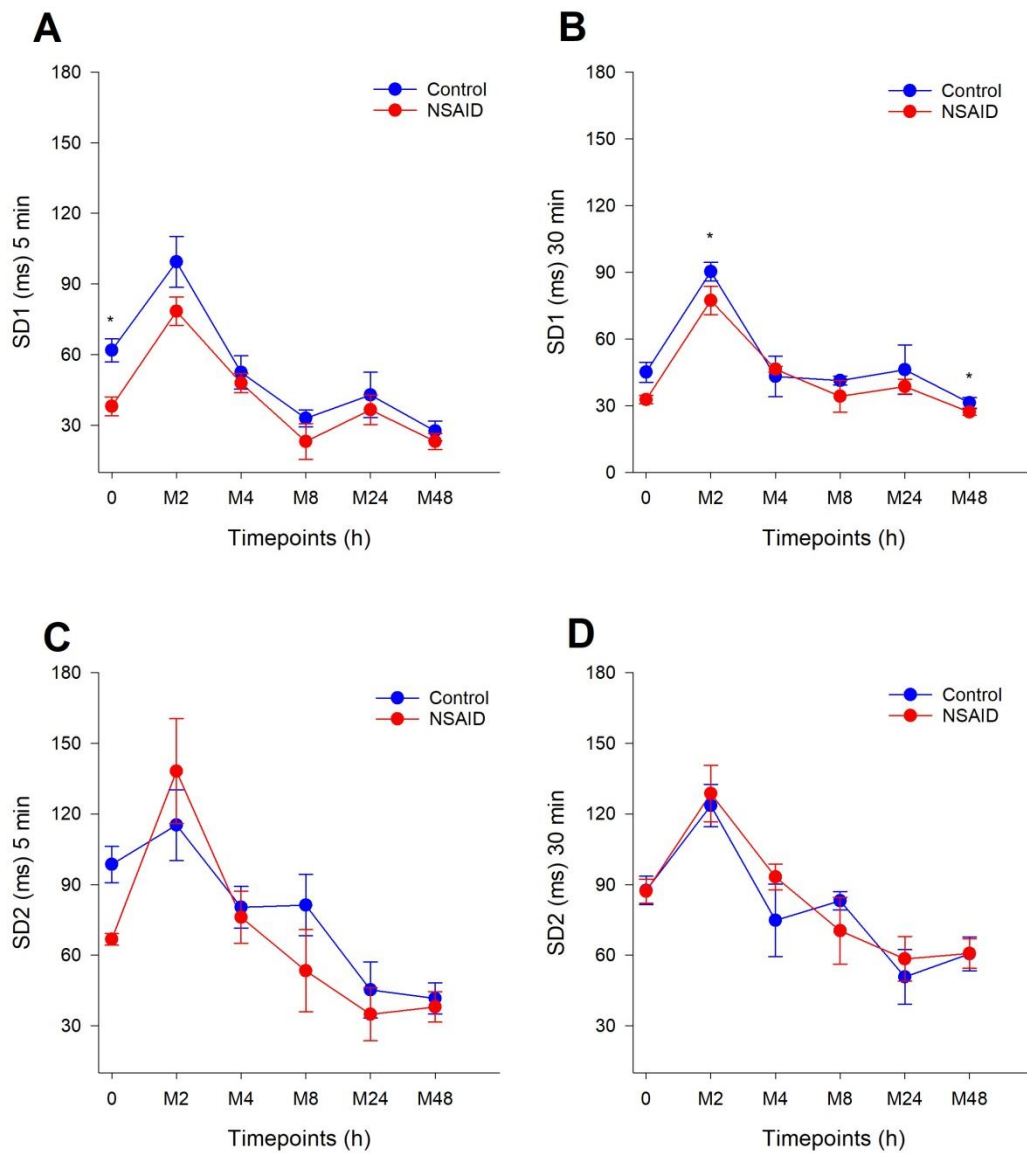 A
SD1 (ms) 5 min
180
150
120
90
60
30
Control
NSAID
*
0 M2 M4 M8 M24 M48
Timepoints (h)
B
SD1 (ms) 30 min
180
150
120
90
60
30
0
Control
NSAID
*
*
0 M2 M4 M8 M24 M48
Timepoints (h)
C
SD2 (ms) 5 min
180
150
120
90
60
30
Control
NSAID
0 M2 M4 M8 M24 M48
Timepoints (h)
D
SD2 (ms) 30 min
180
150
120
90
60
30
Control
NSAID
0 M2 M4 M8 M24 M48
Timepoints (h)